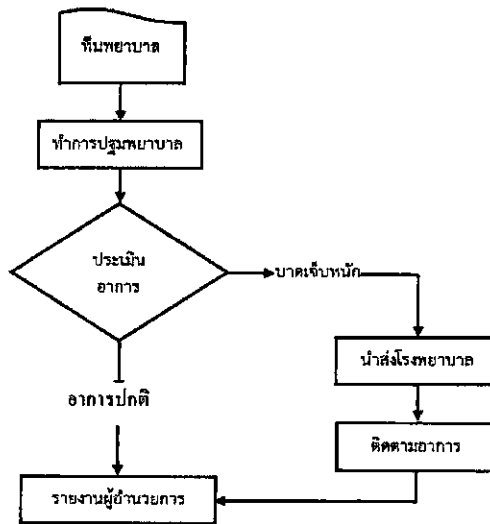 ทีมพยาบาล
ทำการปฐมพยาบาล
ประเมิน
อาการ
บาดเจ็บหนัก
นำส่งโรงพยาบาล
อาการปกติ
ติดตามอาการ
รายงานผู้อำนวยการ